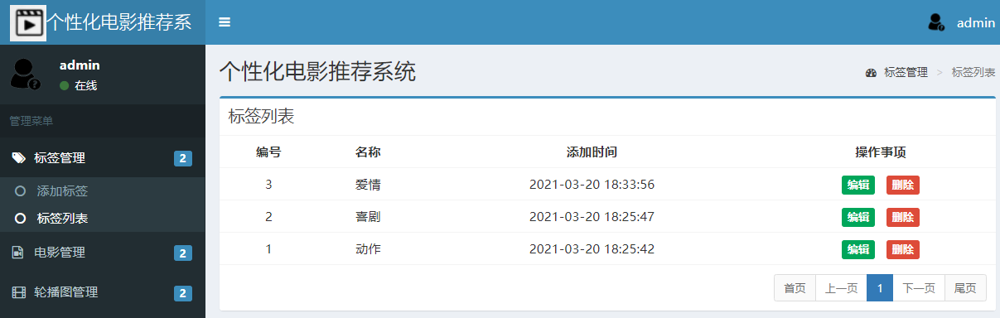 个性化电影推荐系
admin
admin
在线
管理菜单
标签管理 2
添加标签
标签列表
电影管理 2
轮播图管理 2
个性化电影推荐系统
标签管理 > 标签列表
标签列表
编号 名称 添加时间 操作事项
3 爱情 2021-03-20 18:33:56 编辑 删除
2 喜剧 2021-03-20 18:25:47 编辑 删除
1 动作 2021-03-20 18:25:42 编辑 删除
首页 上一页 1 下一页 尾页